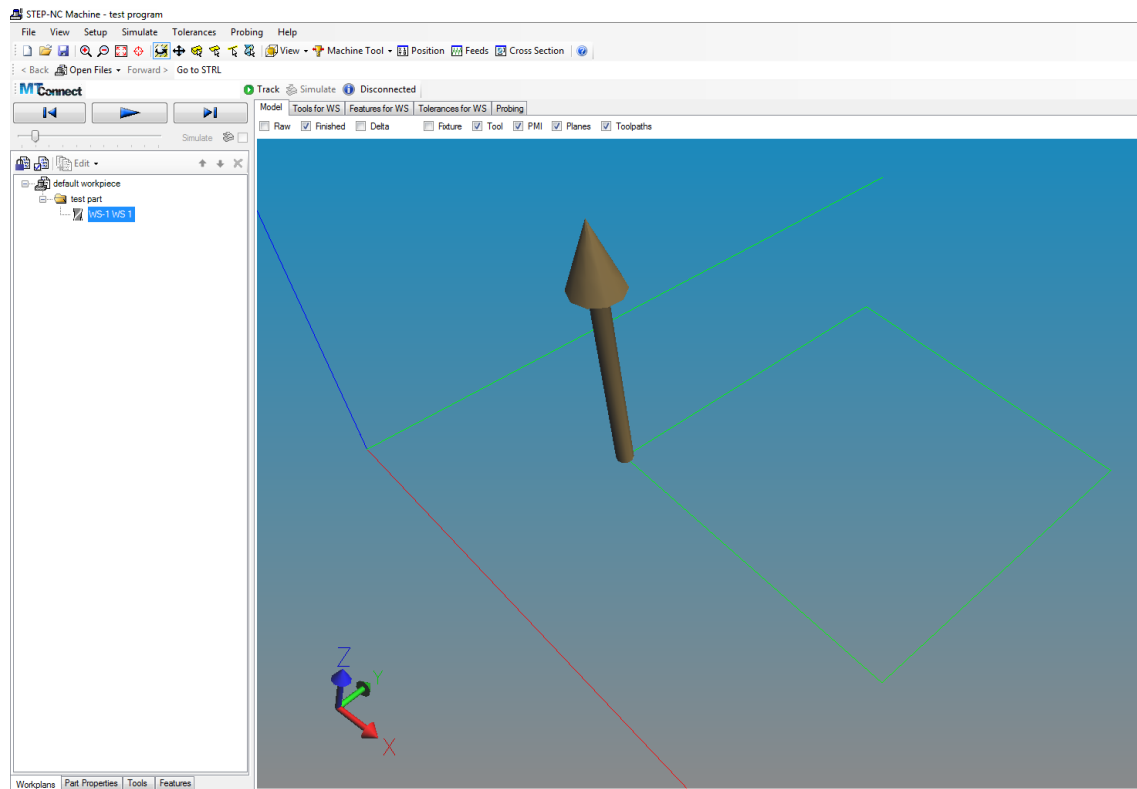 STEP-NC Machine - test program
File View Setup Simulate Tolerances Probing Help
View Machine Tool Position Feeds Cross Section
< Back Open Files Forward > Go to STRL
MTConnect Track Simulate Disconnected
Model Tools for WS Features for WS Tolerances for WS Probing
Raw Finished Delta Fixture Tool PMI Planes Toolpaths
Simulate
Edit
default workpiece
test part
WS-1 WS 1
Z
Y
X
Workplans Part Properties Tools Features